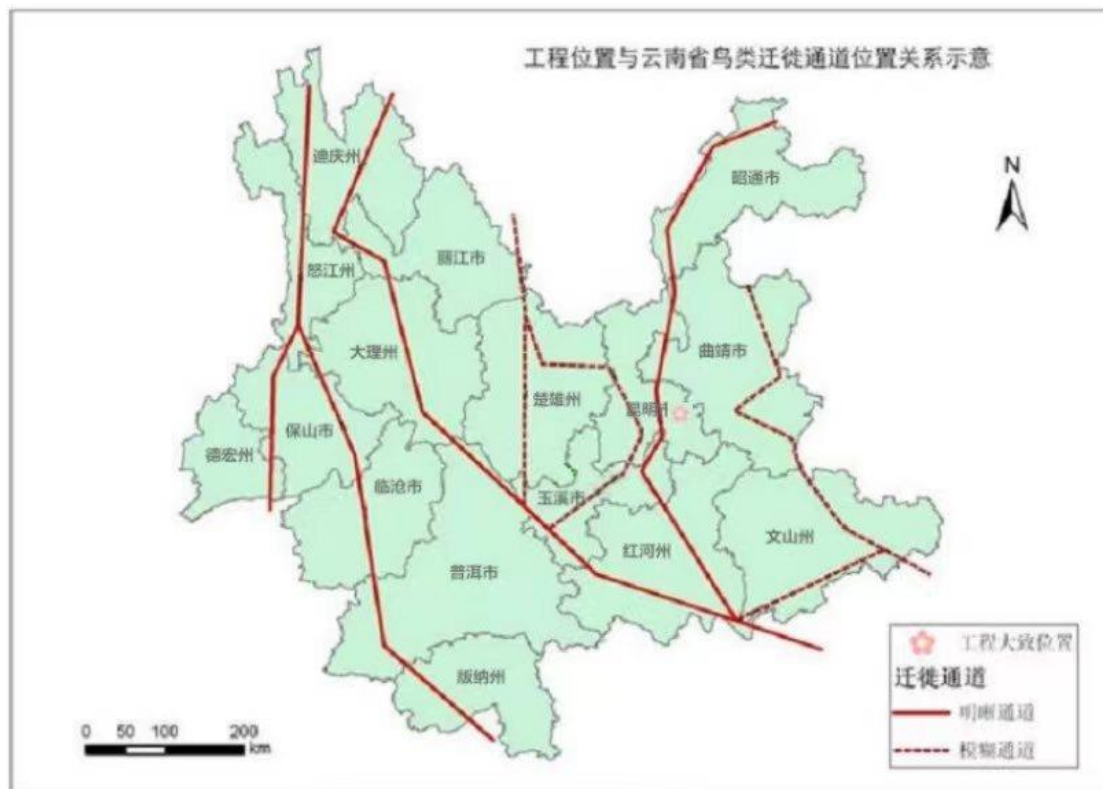 工程位置与云南省鸟类迁徙通道位置关系示意
N
迪庆州
昭通市
丽江市
怒江州
大理州
曲靖市
楚雄州
昆明
保山市
德宏州
临沧市
玉溪市
红河州
文山州
普洱市
版纳州
工程大致位置
迁徙通道
明晰通道
模糊通道
0 50 100 200
km